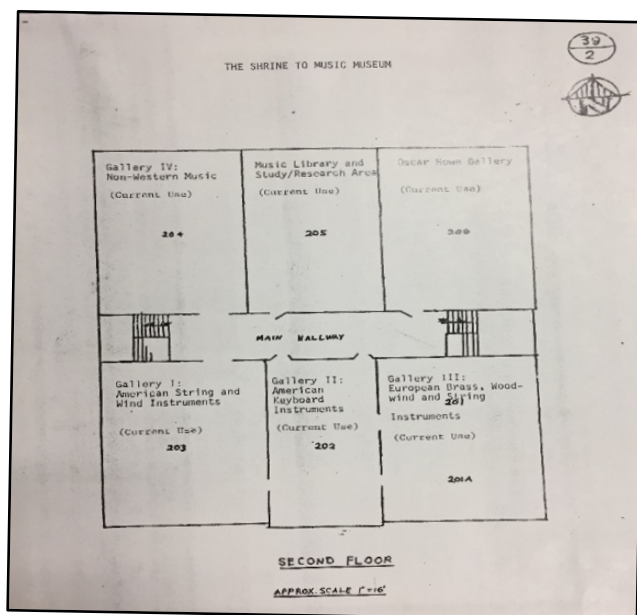 39
2
THE SHRINE TO MUSIC MUSEUM
Gallery IV:
Non-Western Music
(Current Use)
204
Music Library and
Study/Research Area
(Current Use)
205
Oscar Howe Gallery
(Current Use)
206
MAIN HALLWAY
Gallery I:
American String and
Wind Instruments
(Current Use)
203
Gallery II:
American
Keyboard
Instruments
(Current Use)
202
Gallery III:
European Brass, Wood-
wind and String
201
Instruments
(Current Use)
201A
SECOND FLOOR
APPROX. SCALE 1"=16'